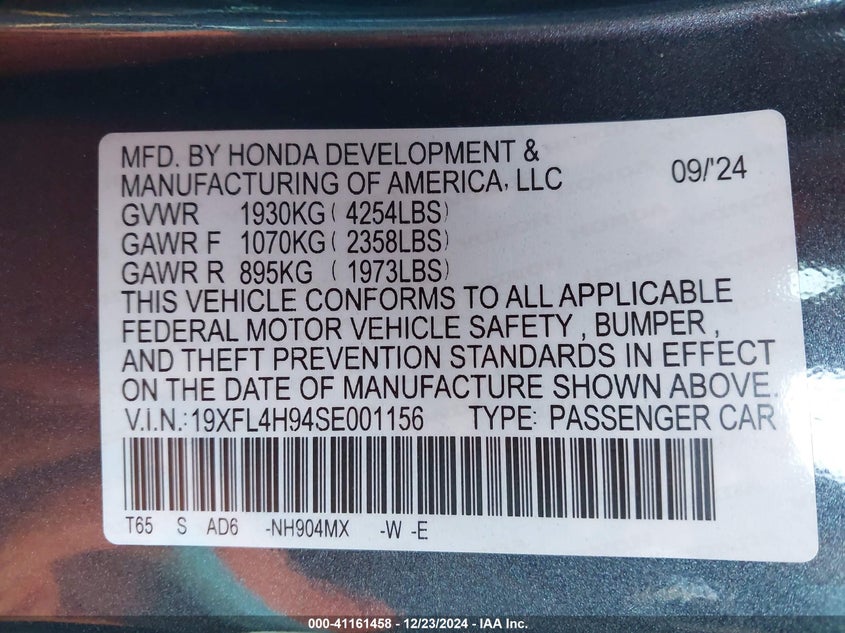 MFD. BY HONDA DEVELOPMENT &
MANUFACTURING OF AMERICA, LLC 09/'24
GVWR 1930KG ( 4254LBS)
GAWR F 1070KG ( 2358LBS)
GAWR R 895KG ( 1973LBS)
THIS VEHICLE CONFORMS TO ALL APPLICABLE
FEDERAL MOTOR VEHICLE SAFETY , BUMPER ,
AND THEFT PREVENTION STANDARDS IN EFFECT
ON THE DATE OF MANUFACTURE SHOWN ABOVE.
V.I.N.:19XFL4H94SE001156 TYPE: PASSENGER CAR
T65 S AD6 -NH904MX -W -E
000-41161458 - 12/23/2024 - IAA Inc.